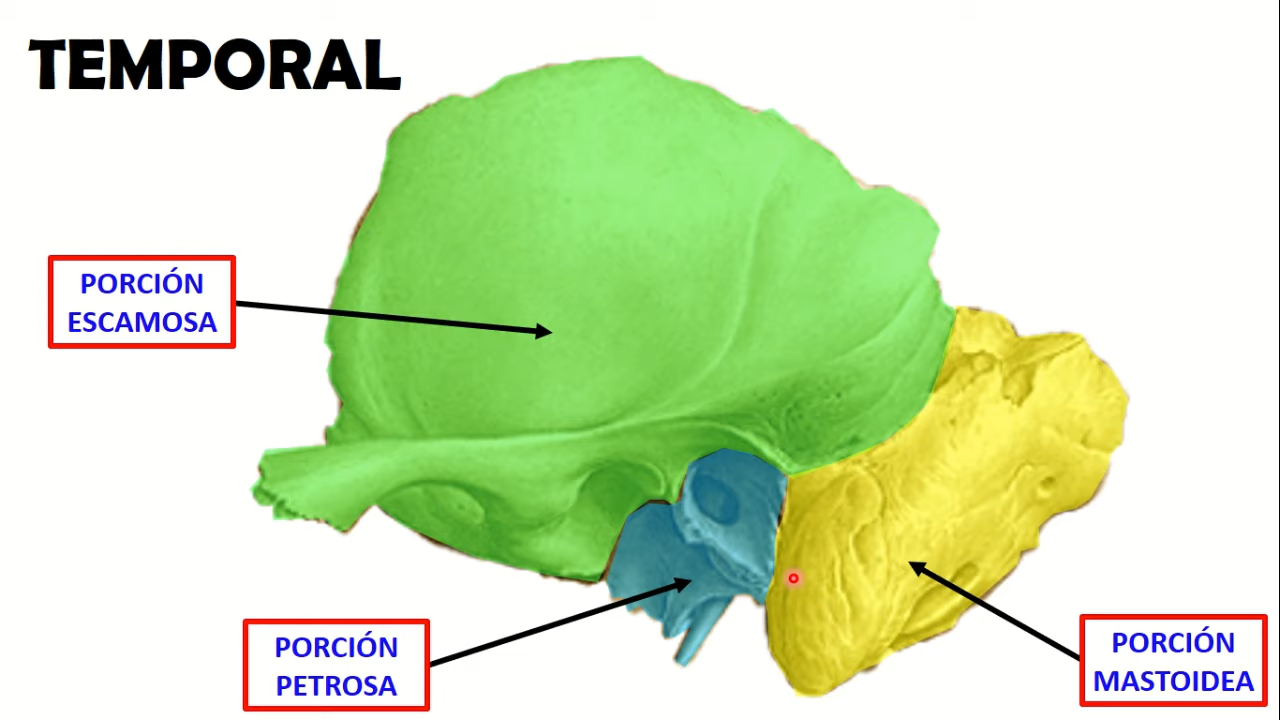 TEMPORAL
PORCIÓN
ESCAMOSA
PORCIÓN
PETROSA
PORCIÓN
MASTOIDEA